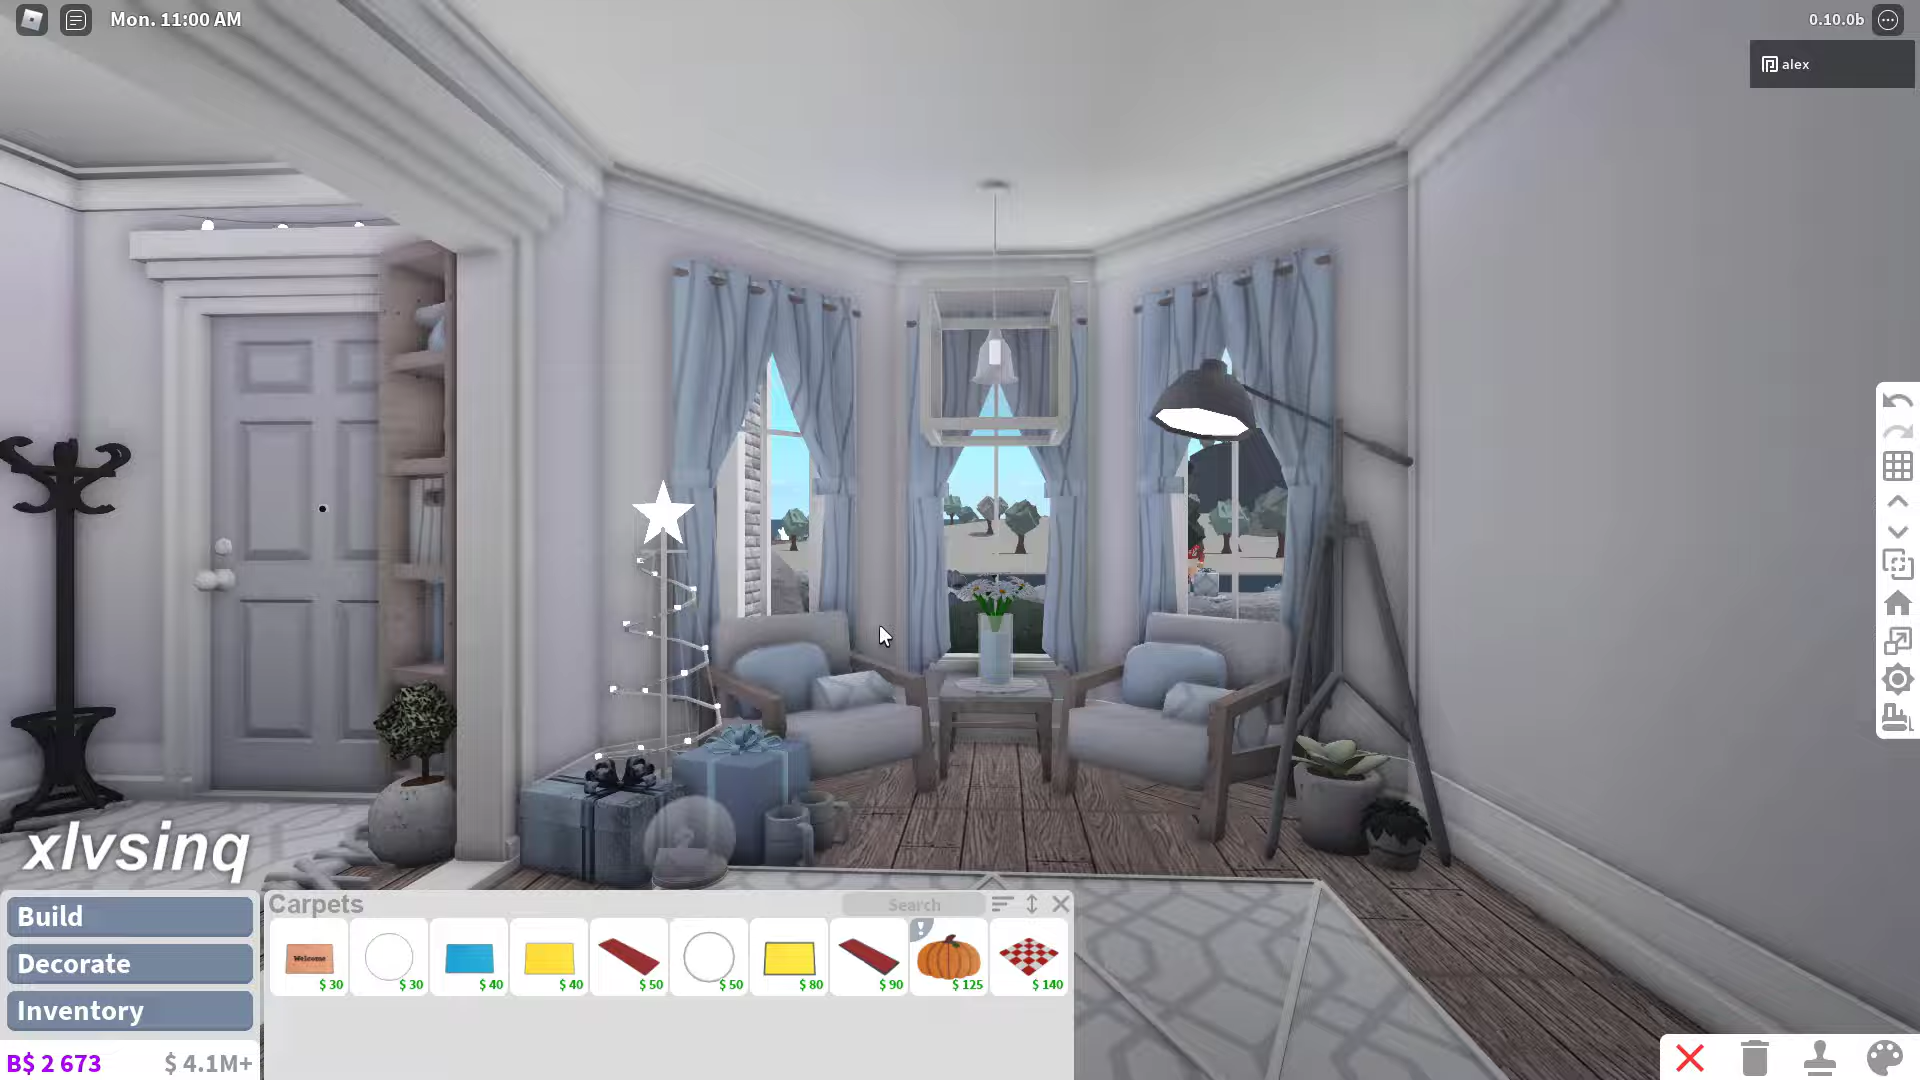 Mon. 11:00 AM
0.10.0b
alex
xlvsinq
Build
Decorate
Inventory
B$ 2 673
$ 4.1M+
Carpets
Search
Welcome
$ 30
$ 30
$ 40
$ 40
$ 50
$ 50
$ 80
$ 90
$ 125
$ 140